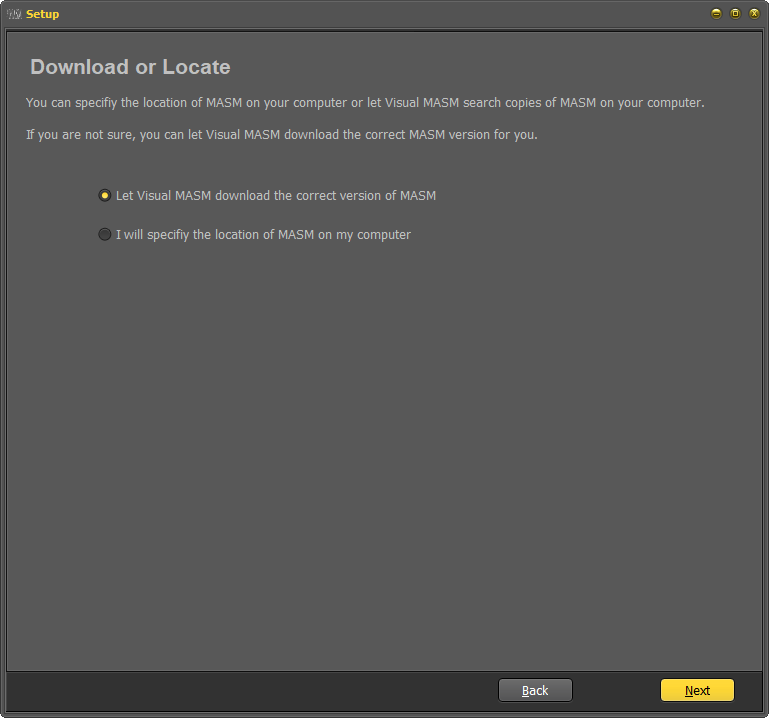 Setup
Download or Locate
You can specifiy the location of MASM on your computer or let Visual MASM search copies of MASM on your computer.
If you are not sure, you can let Visual MASM download the correct MASM version for you.
Let Visual MASM download the correct version of MASM
I will specifiy the location of MASM on my computer
Back
Next